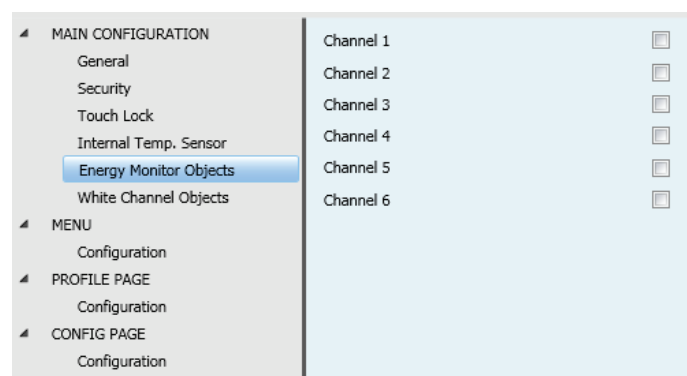 MAIN CONFIGURATION
General
Security
Touch Lock
Internal Temp. Sensor
Energy Monitor Objects
White Channel Objects
MENU
Configuration
PROFILE PAGE
Configuration
CONFIG PAGE
Configuration
Channel 1
Channel 2
Channel 3
Channel 4
Channel 5
Channel 6